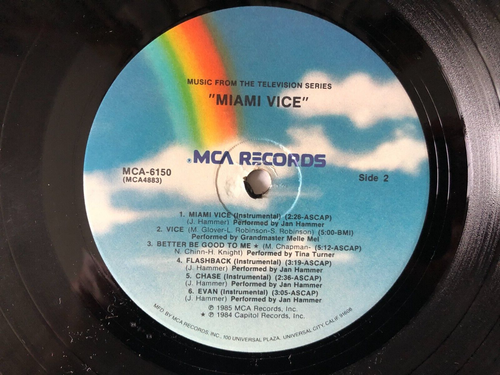 MUSIC FROM THE TELEVISION SERIES
"MIAMI VICE"
MCA RECORDS
MCA-6150
(MCA4883)
Side 2
1. MIAMI VICE (Instrumental) (2:26-ASCAP)
(J. Hammer) Performed by Jan Hammer
2. VICE (M. Glover-L. Robinson-S. Robinson) (5:00-BMI)
Performed by Grandmaster Melle Mel
3. BETTER BE GOOD TO ME ★ (M. Chapman- (5:12-ASCAP)
N. Chinn-H. Knight) Performed by Tina Turner
4. FLASHBACK (Instrumental) (3:19-ASCAP)
(J. Hammer) Performed by Jan Hammer
5. CHASE (Instrumental) (2:36-ASCAP)
(J. Hammer) Performed by Jan Hammer
6. EVAN (Instrumental) (3:05-ASCAP)
(J. Hammer) Performed by Jan Hammer
℗ 1985 MCA Records, Inc.
★ ℗ 1984 Capitol Records, Inc.
MFD BY MCA RECORDS, INC., 100 UNIVERSAL PLAZA, UNIVERSAL CITY, CALIF. 91608